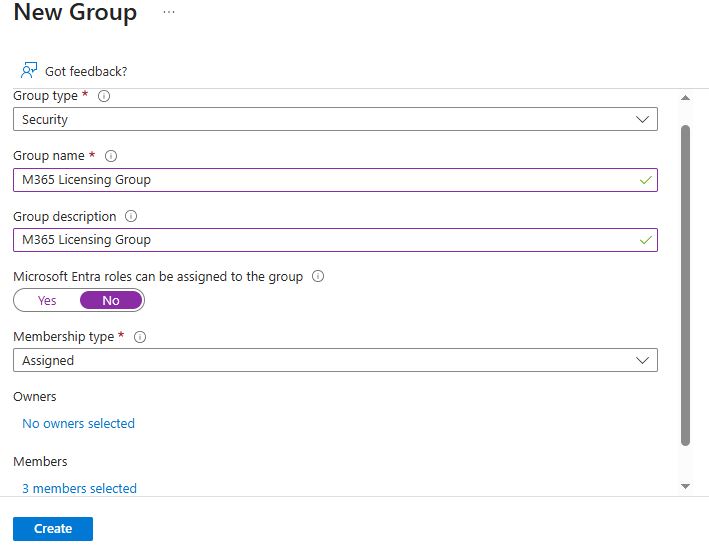 New Group ...
Got feedback?
Group type *
Security
Group name *
M365 Licensing Group
Group description
M365 Licensing Group
Microsoft Entra roles can be assigned to the group
Yes No
Membership type *
Assigned
Owners
No owners selected
Members
3 members selected
Create